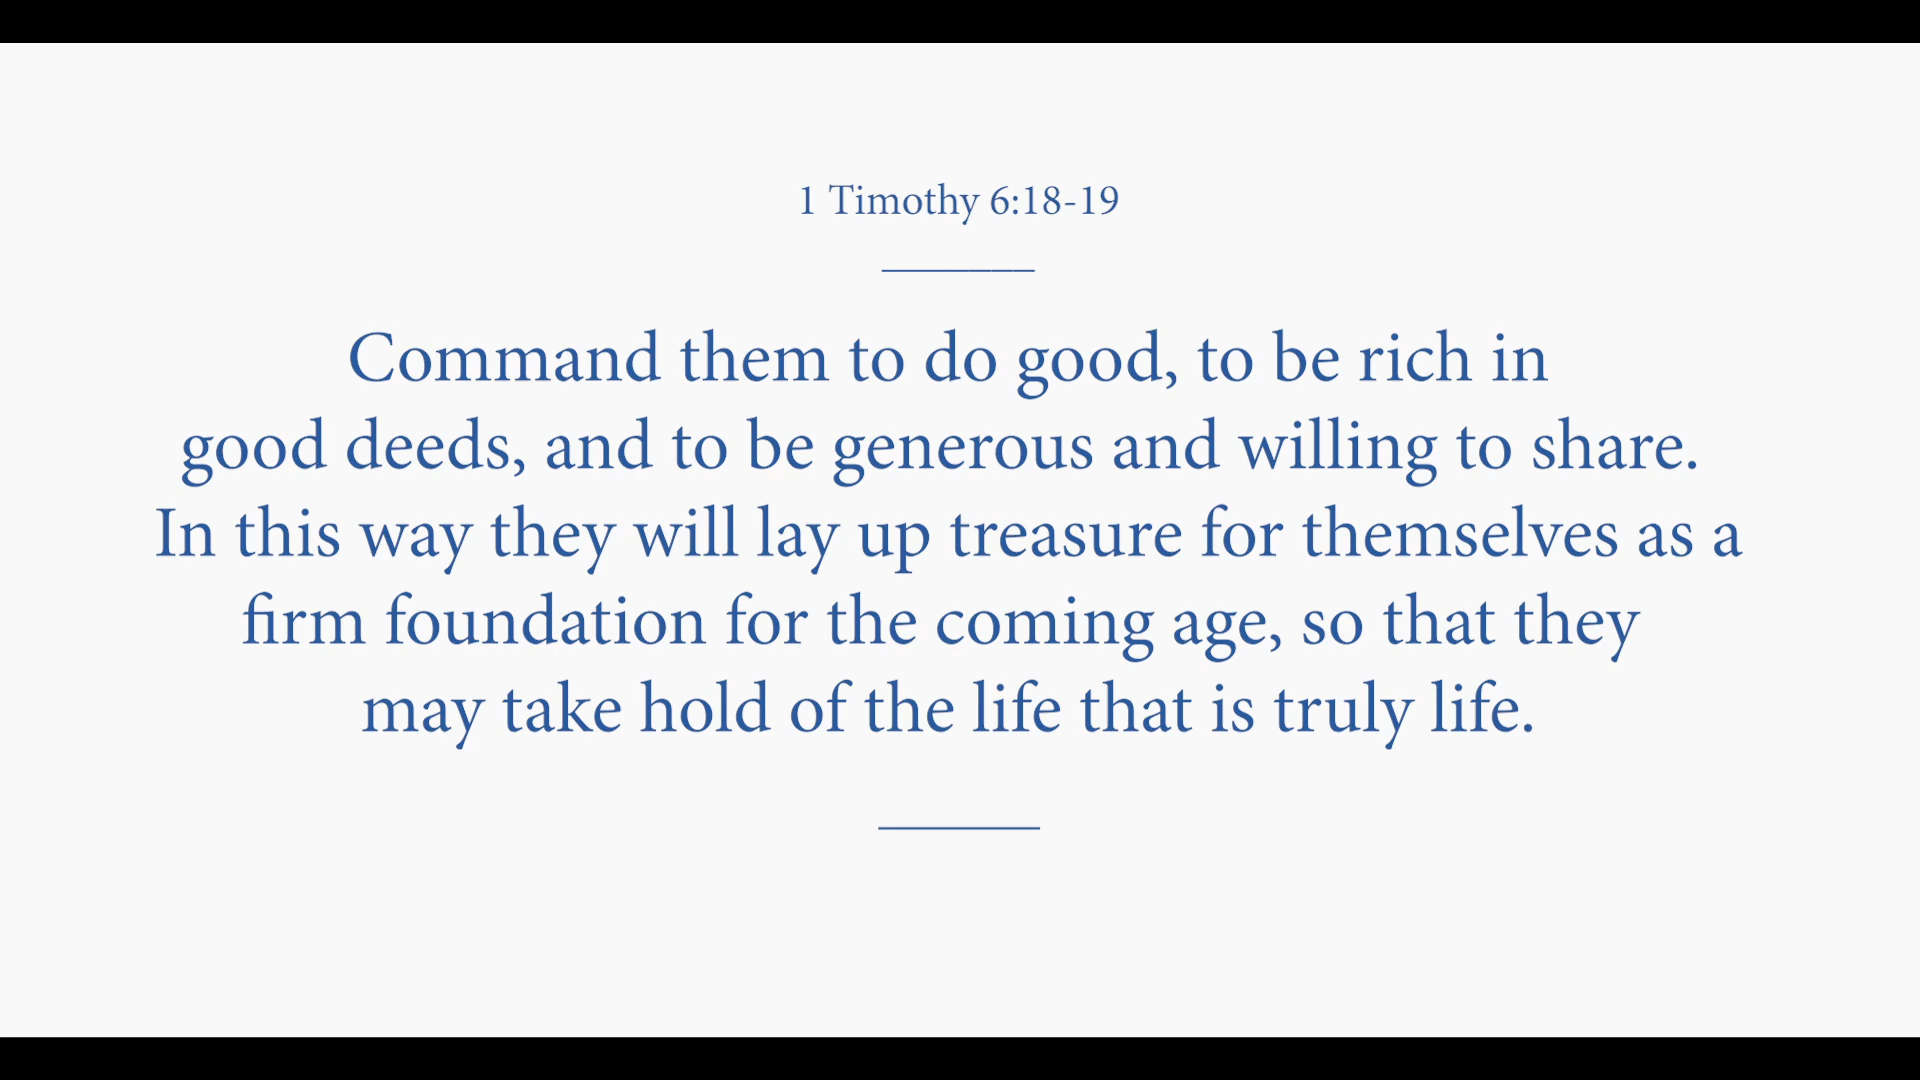 1 Timothy 6:18-19
Command them to do good, to be rich in
good deeds, and to be generous and willing to share.
In this way they will lay up treasure for themselves as a
firm foundation for the coming age, so that they
may take hold of the life that is truly life.